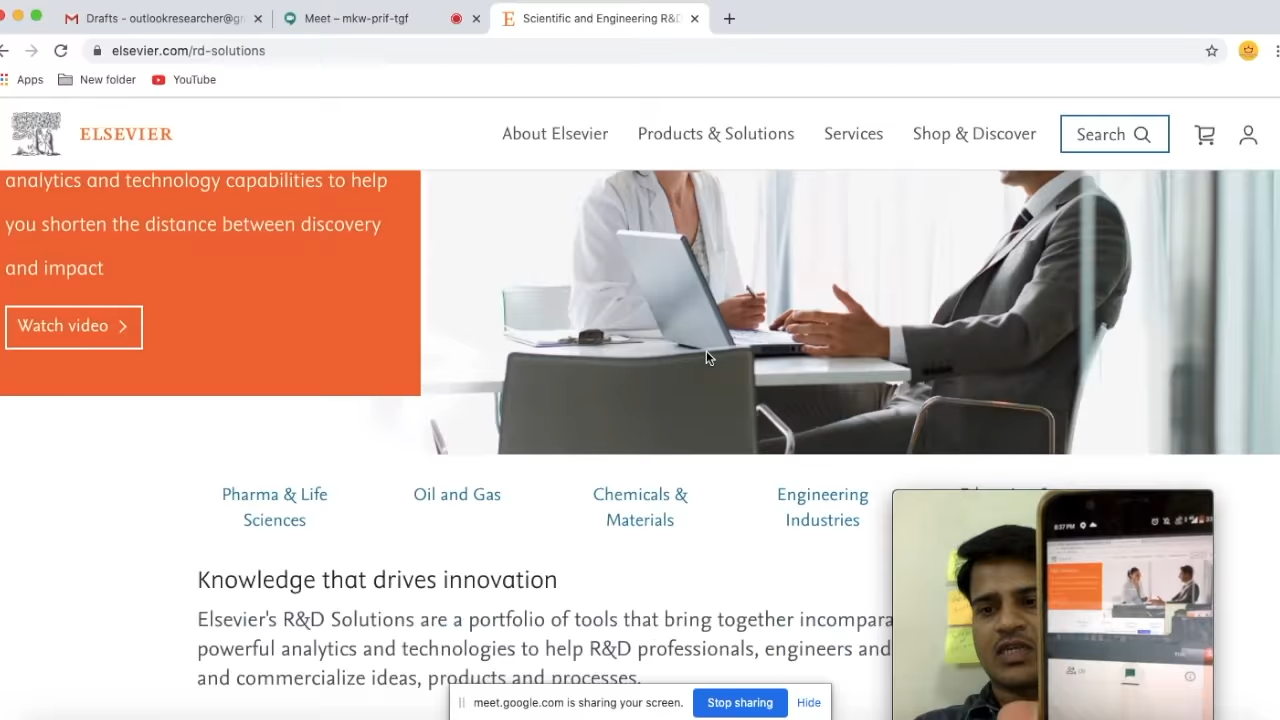 Drafts – outlookresearcher@gm
Meet – mkw-prif-tgf
Scientific and Engineering R&D
elsevier.com/rd-solutions
Apps
New folder
YouTube
ELSEVIER
About Elsevier
Products & Solutions
Services
Shop & Discover
Search
analytics and technology capabilities to help
you shorten the distance between discovery
and impact
Watch video
Pharma & Life
Sciences
Oil and Gas
Chemicals &
Materials
Engineering
Industries
Knowledge that drives innovation
Elsevier's R&D Solutions are a portfolio of tools that bring together incompara
powerful analytics and technologies to help R&D professionals, engineers and
and commercialize ideas, products and processes.
meet.google.com is sharing your screen.
Stop sharing
Hide
8:37 PM